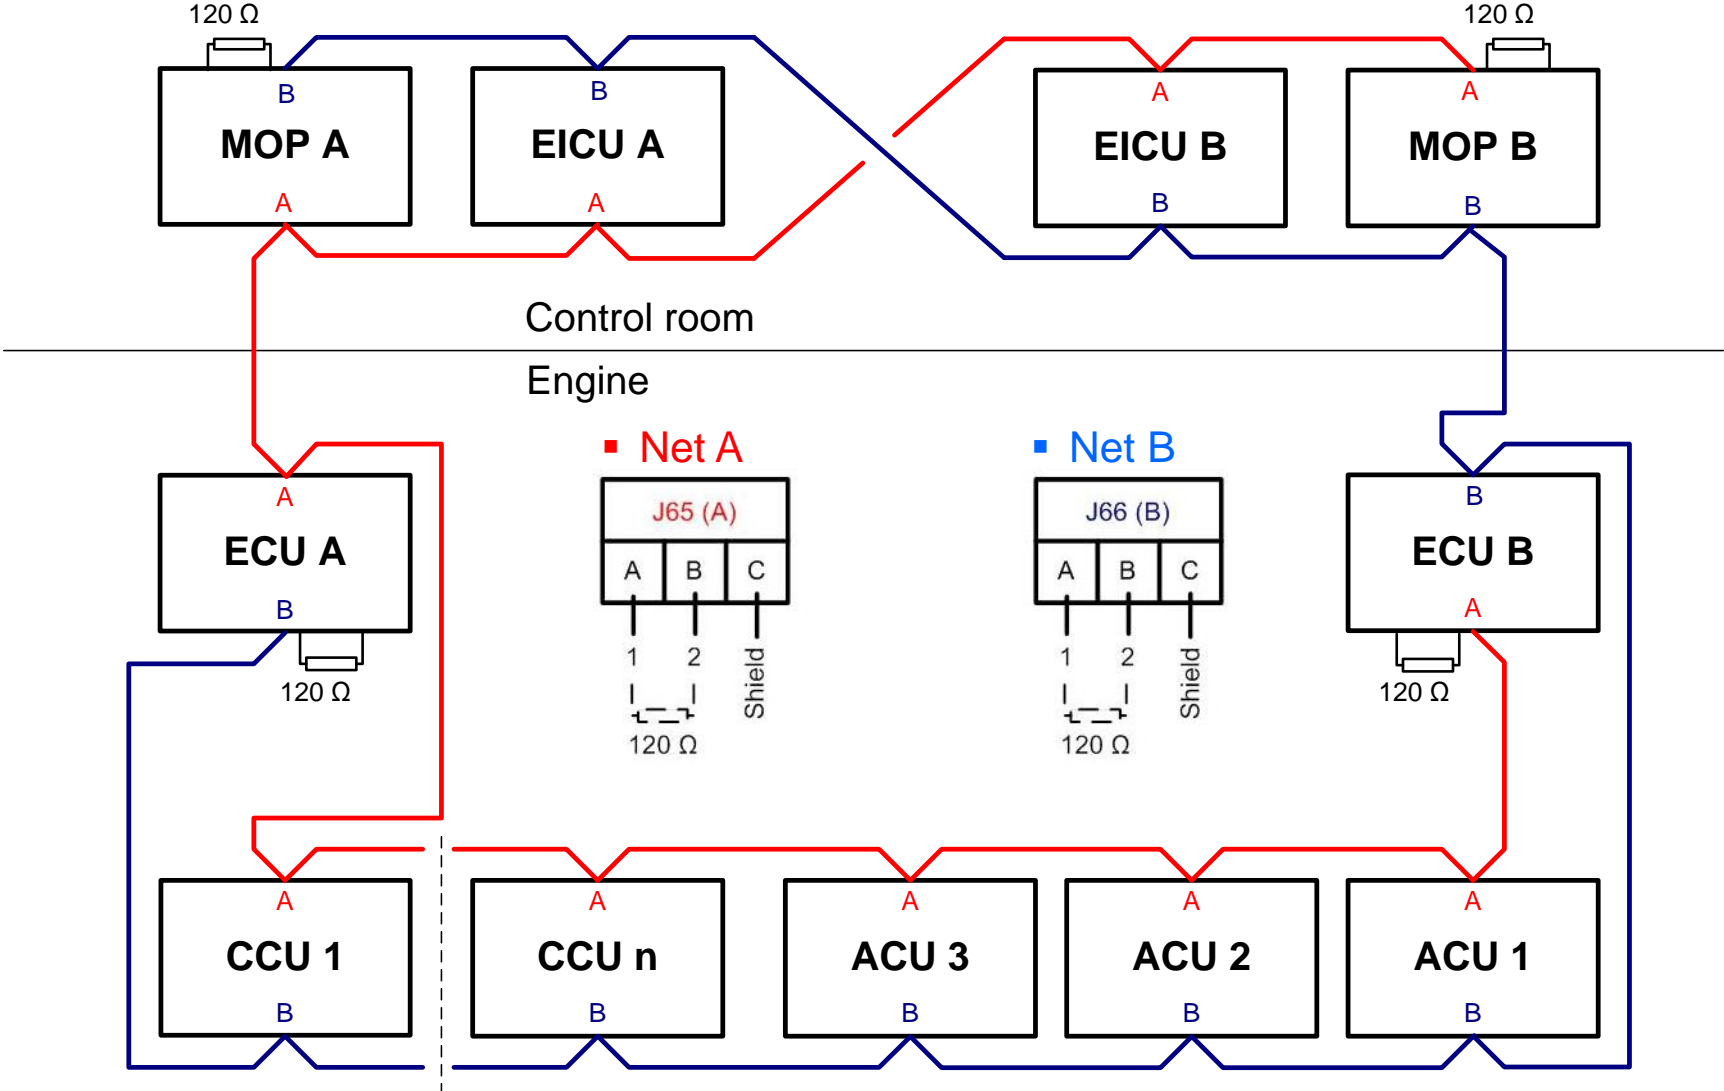 120 Ω
120 Ω
B
B
A
A
MOP A
EICU A
EICU B
MOP B
A
A
B
B
Control room
Engine
▪ Net A
▪ Net B
A
J65 (A)
J66 (B)
B
ECU A
A
B
C
A
B
C
ECU B
B
A
1
2
Shield
1
2
Shield
120 Ω
120 Ω
120 Ω
120 Ω
A
A
A
A
A
CCU 1
CCU n
ACU 3
ACU 2
ACU 1
B
B
B
B
B